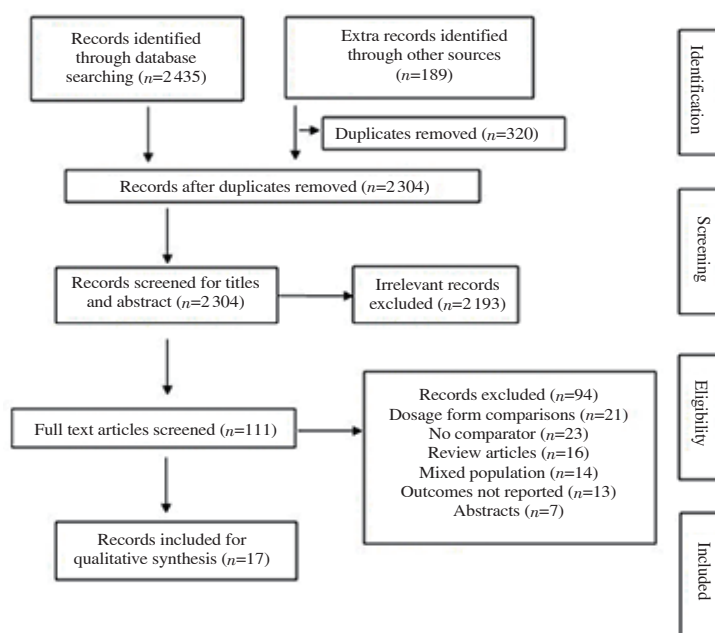 Records identified
through database
searching (n=2 435)
Extra records identified
through other sources
(n=189)
Identification
Duplicates removed (n=320)
Records after duplicates removed (n=2 304)
Screening
Records screened for titles
and abstract (n=2 304)
Irrelevant records
excluded (n=2 193)
Eligibility
Full text articles screened (n=111)
Records excluded (n=94)
Dosage form comparisons (n=21)
No comparator (n=23)
Review articles (n=16)
Mixed population (n=14)
Outcomes not reported (n=13)
Abstracts (n=7)
Records included for
qualitative synthesis (n=17)
Included